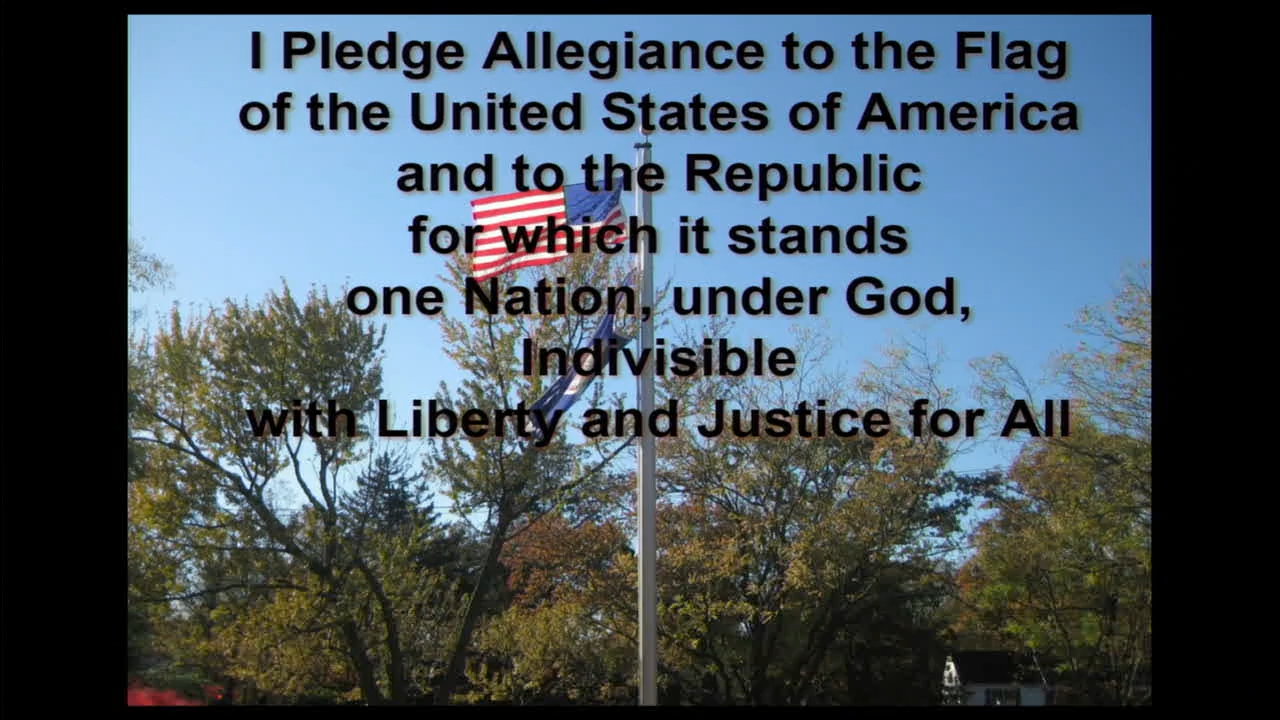 I Pledge Allegiance to the Flag
of the United States of America
and to the Republic
for which it stands
one Nation, under God,
Indivisible
with Liberty and Justice for All